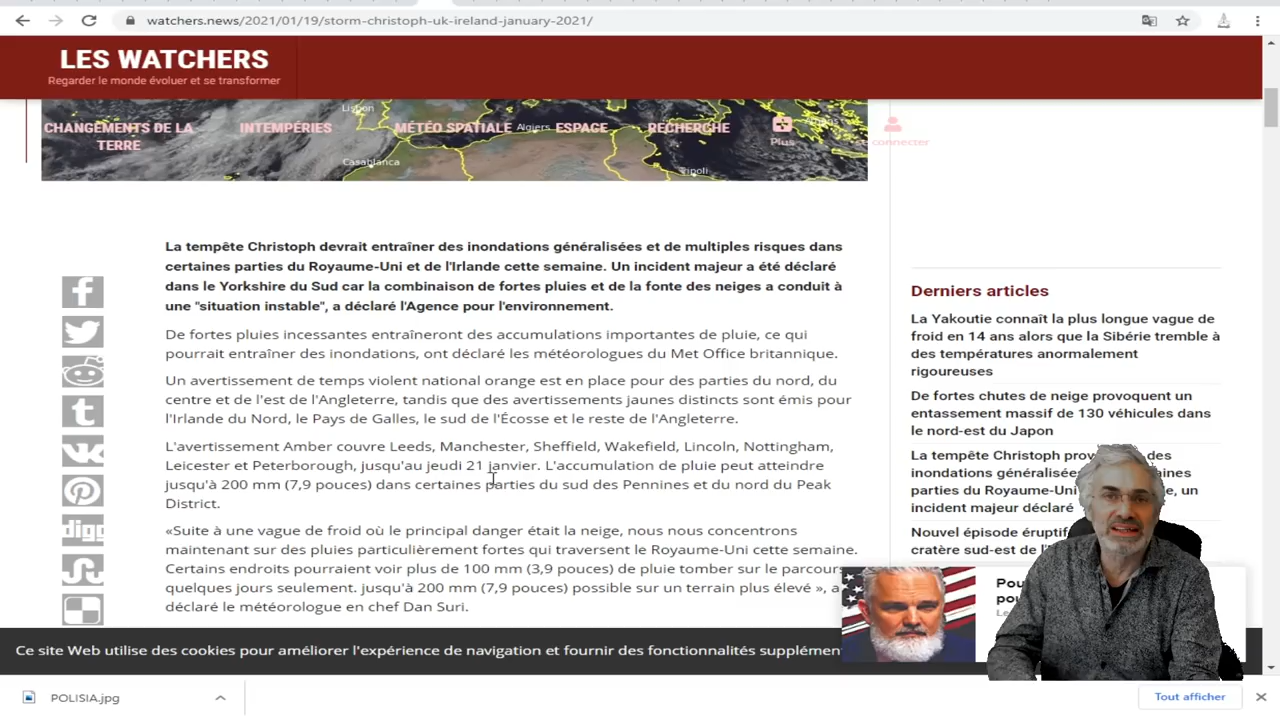 watchers.news/2021/01/19/storm-christoph-uk-ireland-january-2021/
LES WATCHERS
Regarder le monde évoluer et se transformer
Lisbon
CHANGEMENTS DE LA
TERRE
INTEMPÉRIES
MÉTÉO SPATIALE
Algiers
ESPACE
RECHERCHE
Plus
connecter
Casablanca
Tripoli
La tempête Christoph devrait entraîner des inondations généralisées et de multiples risques dans
certaines parties du Royaume-Uni et de l'Irlande cette semaine. Un incident majeur a été déclaré
dans le Yorkshire du Sud car la combinaison de fortes pluies et de la fonte des neiges a conduit à
une "situation instable", a déclaré l'Agence pour l'environnement.
De fortes pluies incessantes entraîneront des accumulations importantes de pluie, ce qui
pourrait entraîner des inondations, ont déclaré les météorologues du Met Office britannique.
Un avertissement de temps violent national orange est en place pour des parties du nord, du
centre et de l'est de l'Angleterre, tandis que des avertissements jaunes distincts sont émis pour
l'Irlande du Nord, le Pays de Galles, le sud de l'Écosse et le reste de l'Angleterre.
L'avertissement Amber couvre Leeds, Manchester, Sheffield, Wakefield, Lincoln, Nottingham,
Leicester et Peterborough, jusqu'au jeudi 21 janvier. L'accumulation de pluie peut atteindre
jusqu'à 200 mm (7,9 pouces) dans certaines parties du sud des Pennines et du nord du Peak
District.
«Suite à une vague de froid où le principal danger était la neige, nous nous concentrons
maintenant sur des pluies particulièrement fortes qui traversent le Royaume-Uni cette semaine.
Certains endroits pourraient voir plus de 100 mm (3,9 pouces) de pluie tomber sur le parcours
quelques jours seulement. jusqu'à 200 mm (7,9 pouces) possible sur un terrain plus élevé », a
déclaré le météorologue en chef Dan Suri.
digg
Derniers articles
La Yakoutie connaît la plus longue vague de
froid en 14 ans alors que la Sibérie tremble à
des températures anormalement
rigoureuses
De fortes chutes de neige provoquent un
entassement massif de 130 véhicules dans
le nord-est du Japon
La tempête Christoph des
inondations
parties du Royaume-Un un
incident majeur déclaré
Nouvel épisode
cratère sud-est de
Ce site Web utilise des cookies pour améliorer l'expérience de navigation et fournir des fonctionnalités
POLISIA.jpg
Tout afficher